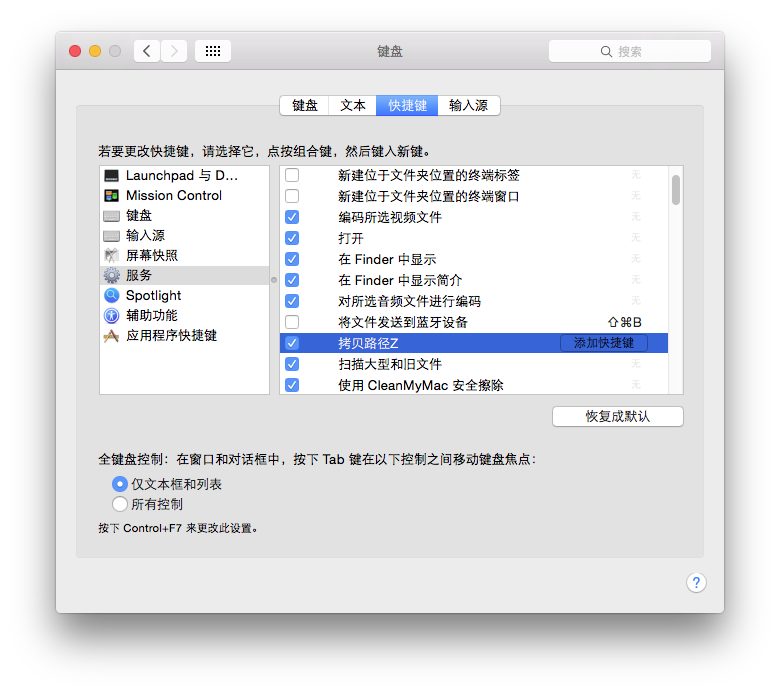 键盘
搜索
键盘 文本 快捷键 输入源
若要更改快捷键，请选择它，点按组合键，然后键入新键。
Launchpad 与 D...
Mission Control
键盘
输入源
屏幕快照
服务
Spotlight
辅助功能
应用程序快捷键
新建位于文件夹位置的终端标签 无
新建位于文件夹位置的终端窗口 无
编码所选视频文件 无
打开 无
在 Finder 中显示 无
在 Finder 中显示简介 无
对所选音频文件进行编码 无
将文件发送到蓝牙设备 ⇧⌘B
拷贝路径Z 添加快捷键
扫描大型和旧文件 无
使用 CleanMyMac 安全擦除 无
恢复成默认
全键盘控制：在窗口和对话框中，按下 Tab 键在以下控制之间移动键盘焦点：
仅文本框和列表
所有控制
按下 Control+F7 来更改此设置。
?